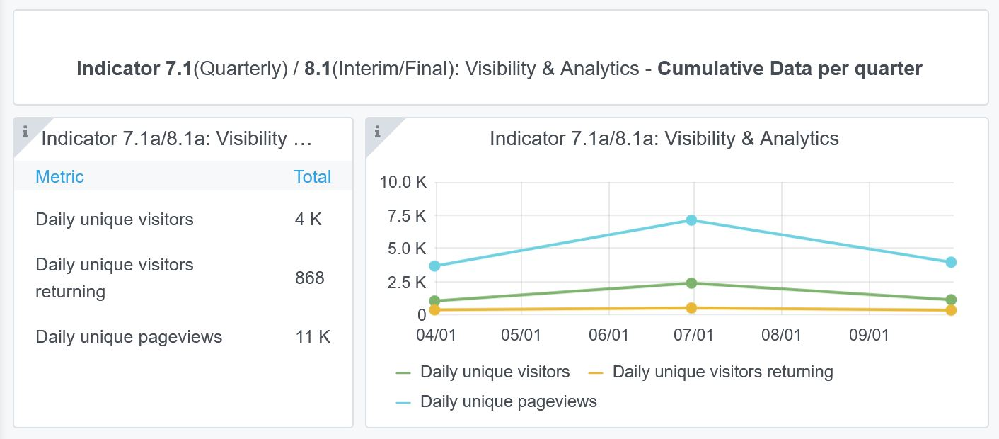 Indicator 7.1(Quarterly) / 8.1(Interim/Final): Visibility & Analytics - Cumulative Data per quarter
i
Indicator 7.1a/8.1a: Visibility …
Metric Total
Daily unique visitors 4 K
Daily unique visitors
returning
868
Daily unique pageviews 11 K
i
Indicator 7.1a/8.1a: Visibility & Analytics
10.0 K
7.5 K
5.0 K
2.5 K
0
04/01 05/01 06/01 07/01 08/01 09/01
Daily unique visitors Daily unique visitors returning
Daily unique pageviews